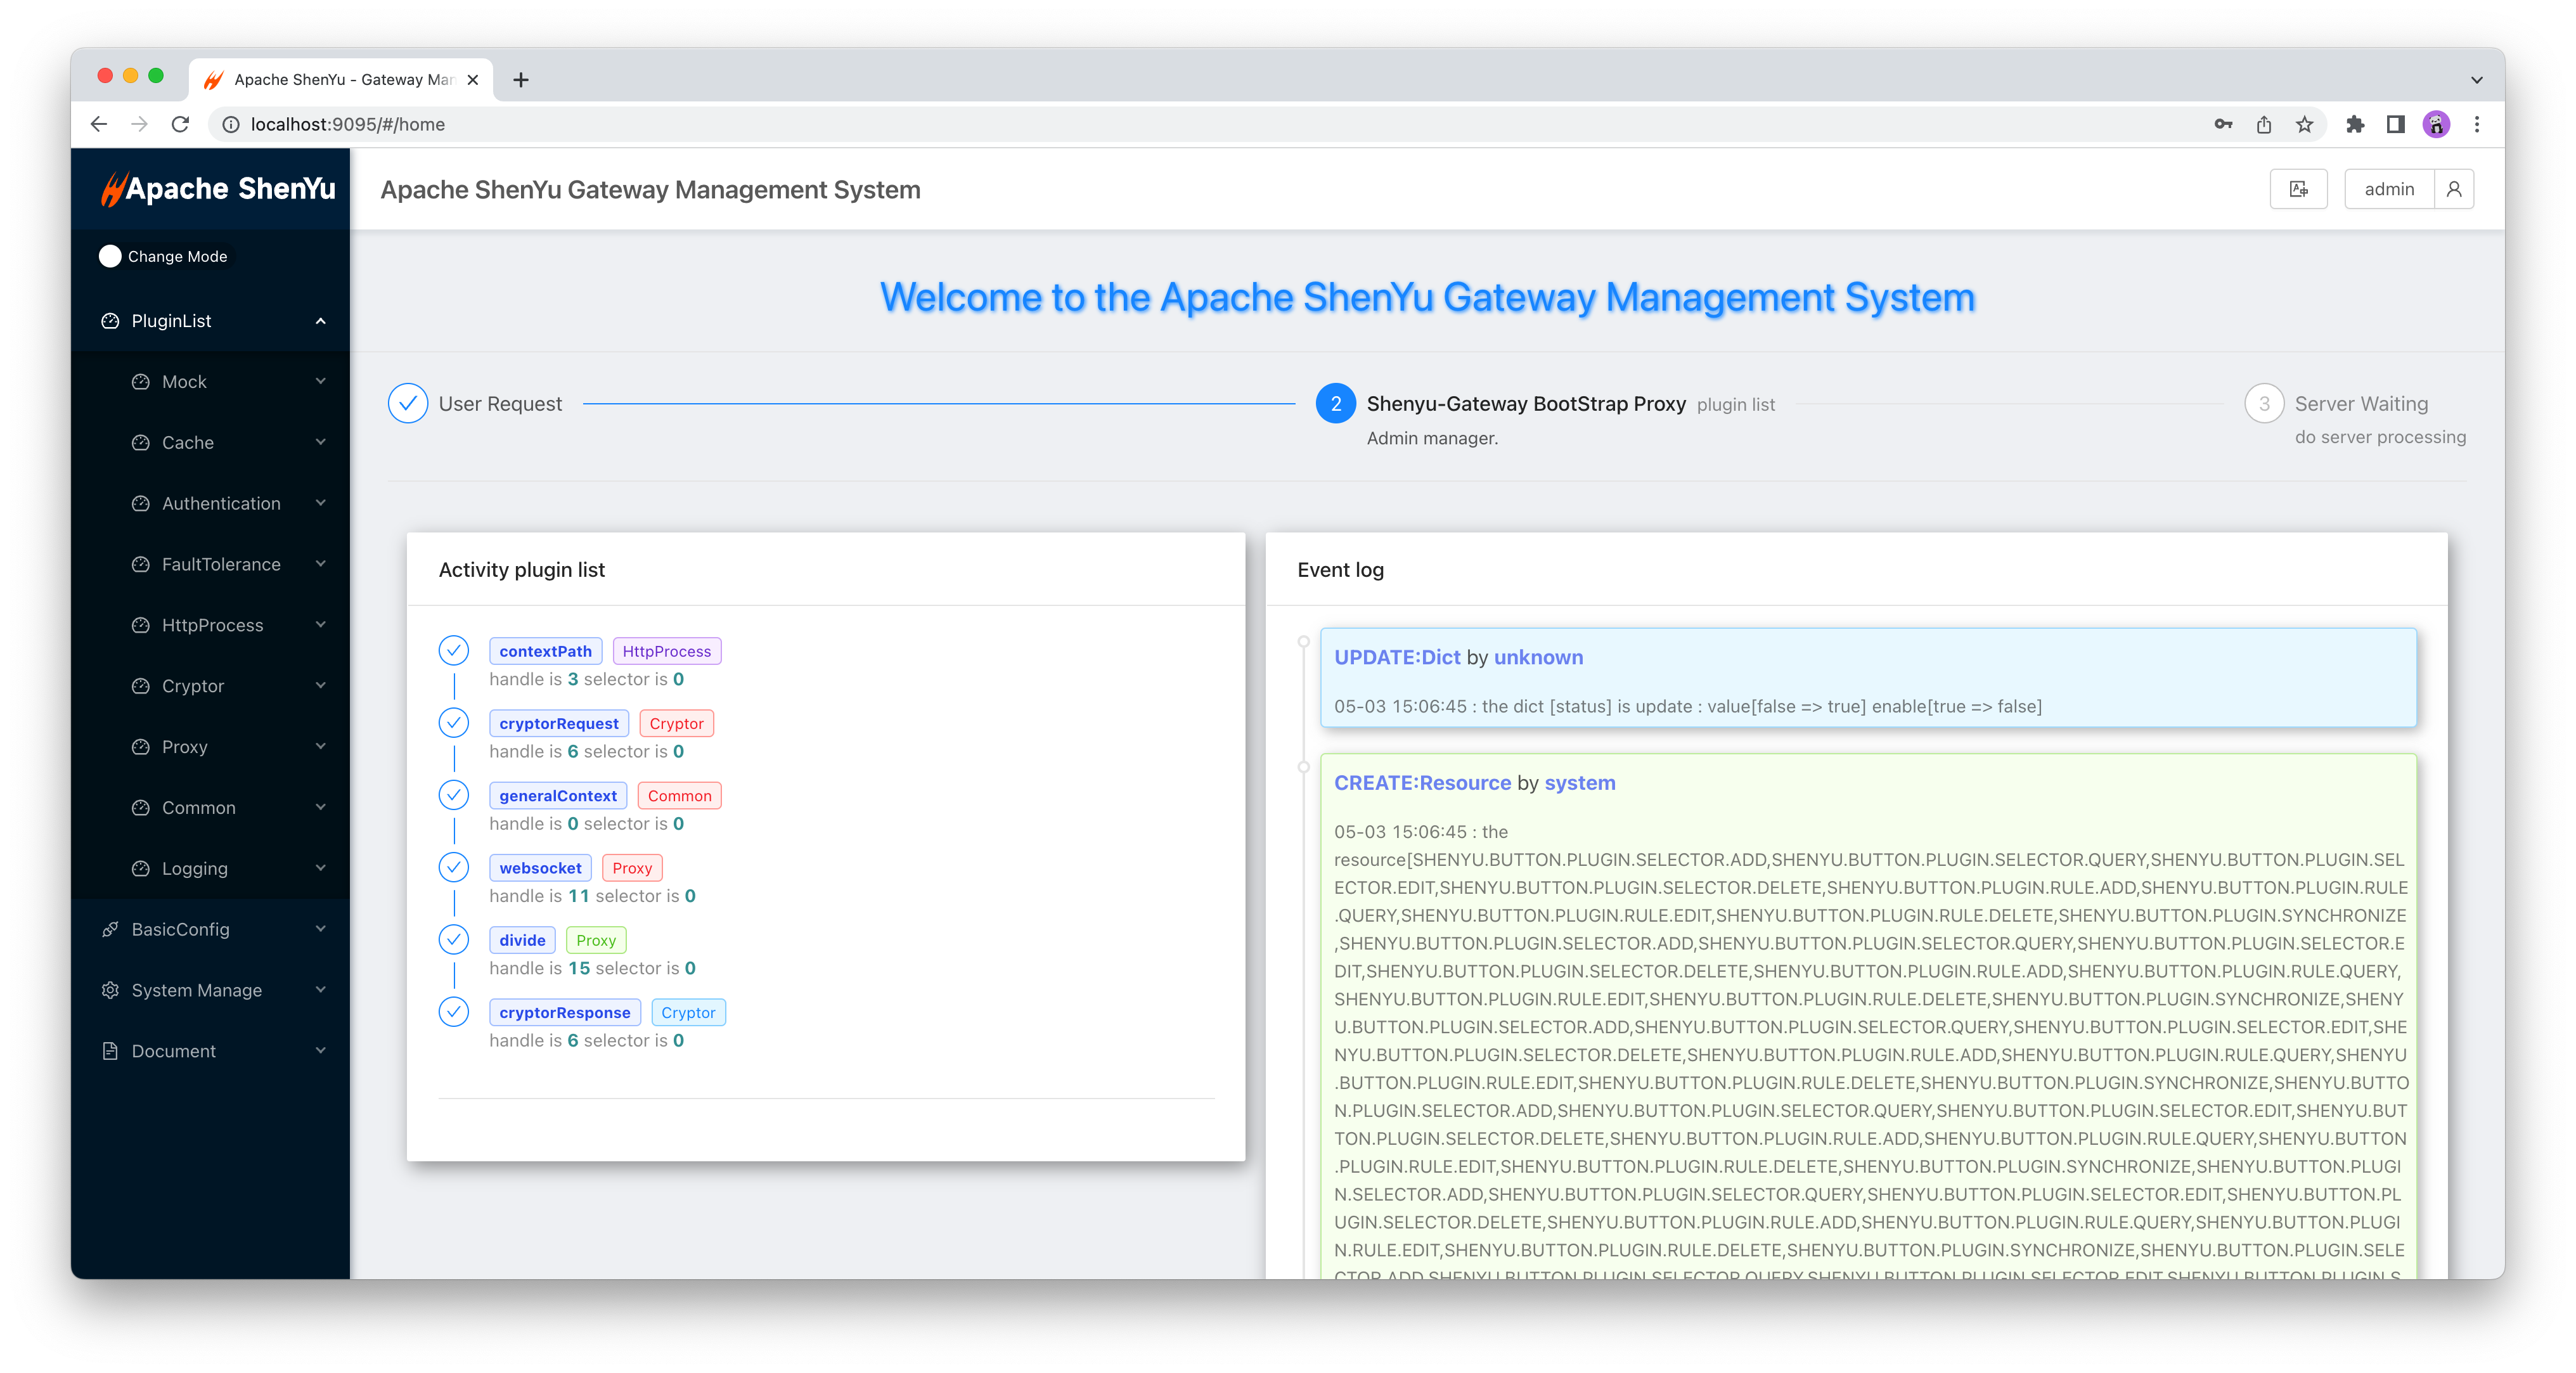 Apache ShenYu - Gateway Man
localhost:9095/#/home
Apache ShenYu
Apache ShenYu Gateway Management System
admin
Change Mode
PluginList
Mock
Cache
Authentication
FaultTolerance
HttpProcess
Cryptor
Proxy
Common
Logging
BasicConfig
System Manage
Document
Welcome to the Apache ShenYu Gateway Management System
User Request
2 Shenyu-Gateway BootStrap Proxy plugin list
Admin manager.
3 Server Waiting
do server processing
Activity plugin list
contextPath HttpProcess
handle is 3 selector is 0
cryptorRequest Cryptor
handle is 6 selector is 0
generalContext Common
handle is 0 selector is 0
websocket Proxy
handle is 11 selector is 0
divide Proxy
handle is 15 selector is 0
cryptorResponse Cryptor
handle is 6 selector is 0
Event log
UPDATE:Dict by unknown
05-03 15:06:45 : the dict [status] is update : value[false => true] enable[true => false]
CREATE:Resource by system
05-03 15:06:45 : the
resource[SHENYU.BUTTON.PLUGIN.SELECTOR.ADD,SHENYU.BUTTON.PLUGIN.SELECTOR.QUERY,SHENYU.BUTTON.PLUGIN.SEL
ECTOR.EDIT,SHENYU.BUTTON.PLUGIN.SELECTOR.DELETE,SHENYU.BUTTON.PLUGIN.RULE.ADD,SHENYU.BUTTON.PLUGIN.RULE
.QUERY,SHENYU.BUTTON.PLUGIN.RULE.EDIT,SHENYU.BUTTON.PLUGIN.RULE.DELETE,SHENYU.BUTTON.PLUGIN.SYNCHRONIZE
,SHENYU.BUTTON.PLUGIN.SELECTOR.ADD,SHENYU.BUTTON.PLUGIN.SELECTOR.QUERY,SHENYU.BUTTON.PLUGIN.SELECTOR.E
DIT,SHENYU.BUTTON.PLUGIN.SELECTOR.DELETE,SHENYU.BUTTON.PLUGIN.RULE.ADD,SHENYU.BUTTON.PLUGIN.RULE.QUERY,
SHENYU.BUTTON.PLUGIN.RULE.EDIT,SHENYU.BUTTON.PLUGIN.RULE.DELETE,SHENYU.BUTTON.PLUGIN.SYNCHRONIZE,SHENY
U.BUTTON.PLUGIN.SELECTOR.ADD,SHENYU.BUTTON.PLUGIN.SELECTOR.QUERY,SHENYU.BUTTON.PLUGIN.SELECTOR.EDIT,SHE
NYU.BUTTON.PLUGIN.SELECTOR.DELETE,SHENYU.BUTTON.PLUGIN.RULE.ADD,SHENYU.BUTTON.PLUGIN.RULE.QUERY,SHENYU
.BUTTON.PLUGIN.RULE.EDIT,SHENYU.BUTTON.PLUGIN.RULE.DELETE,SHENYU.BUTTON.PLUGIN.SYNCHRONIZE,SHENYU.BUTTO
N.PLUGIN.SELECTOR.ADD,SHENYU.BUTTON.PLUGIN.SELECTOR.QUERY,SHENYU.BUTTON.PLUGIN.SELECTOR.EDIT,SHENYU.BUT
TON.PLUGIN.SELECTOR.DELETE,SHENYU.BUTTON.PLUGIN.RULE.ADD,SHENYU.BUTTON.PLUGIN.RULE.QUERY,SHENYU.BUTTON
.PLUGIN.RULE.EDIT,SHENYU.BUTTON.PLUGIN.RULE.DELETE,SHENYU.BUTTON.PLUGIN.SYNCHRONIZE,SHENYU.BUTTON.PLUGI
N.SELECTOR.ADD,SHENYU.BUTTON.PLUGIN.SELECTOR.QUERY,SHENYU.BUTTON.PLUGIN.SELECTOR.EDIT,SHENYU.BUTTON.PL
UGIN.SELECTOR.DELETE,SHENYU.BUTTON.PLUGIN.RULE.ADD,SHENYU.BUTTON.PLUGIN.RULE.QUERY,SHENYU.BUTTON.PLUGI
N.RULE.EDIT,SHENYU.BUTTON.PLUGIN.RULE.DELETE,SHENYU.BUTTON.PLUGIN.SYNCHRONIZE,SHENYU.BUTTON.PLUGIN.SELE
CTOR.ADD,SHENYU.BUTTON.PLUGIN.SELECTOR.QUERY,SHENYU.BUTTON.PLUGIN.SELECTOR.EDIT,SHENYU.BUTTON.PLUGIN.S